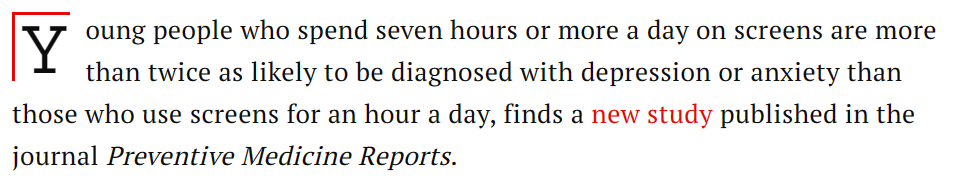 Young people who spend seven hours or more a day on screens are more
than twice as likely to be diagnosed with depression or anxiety than
those who use screens for an hour a day, finds a new study published in the
journal Preventive Medicine Reports.